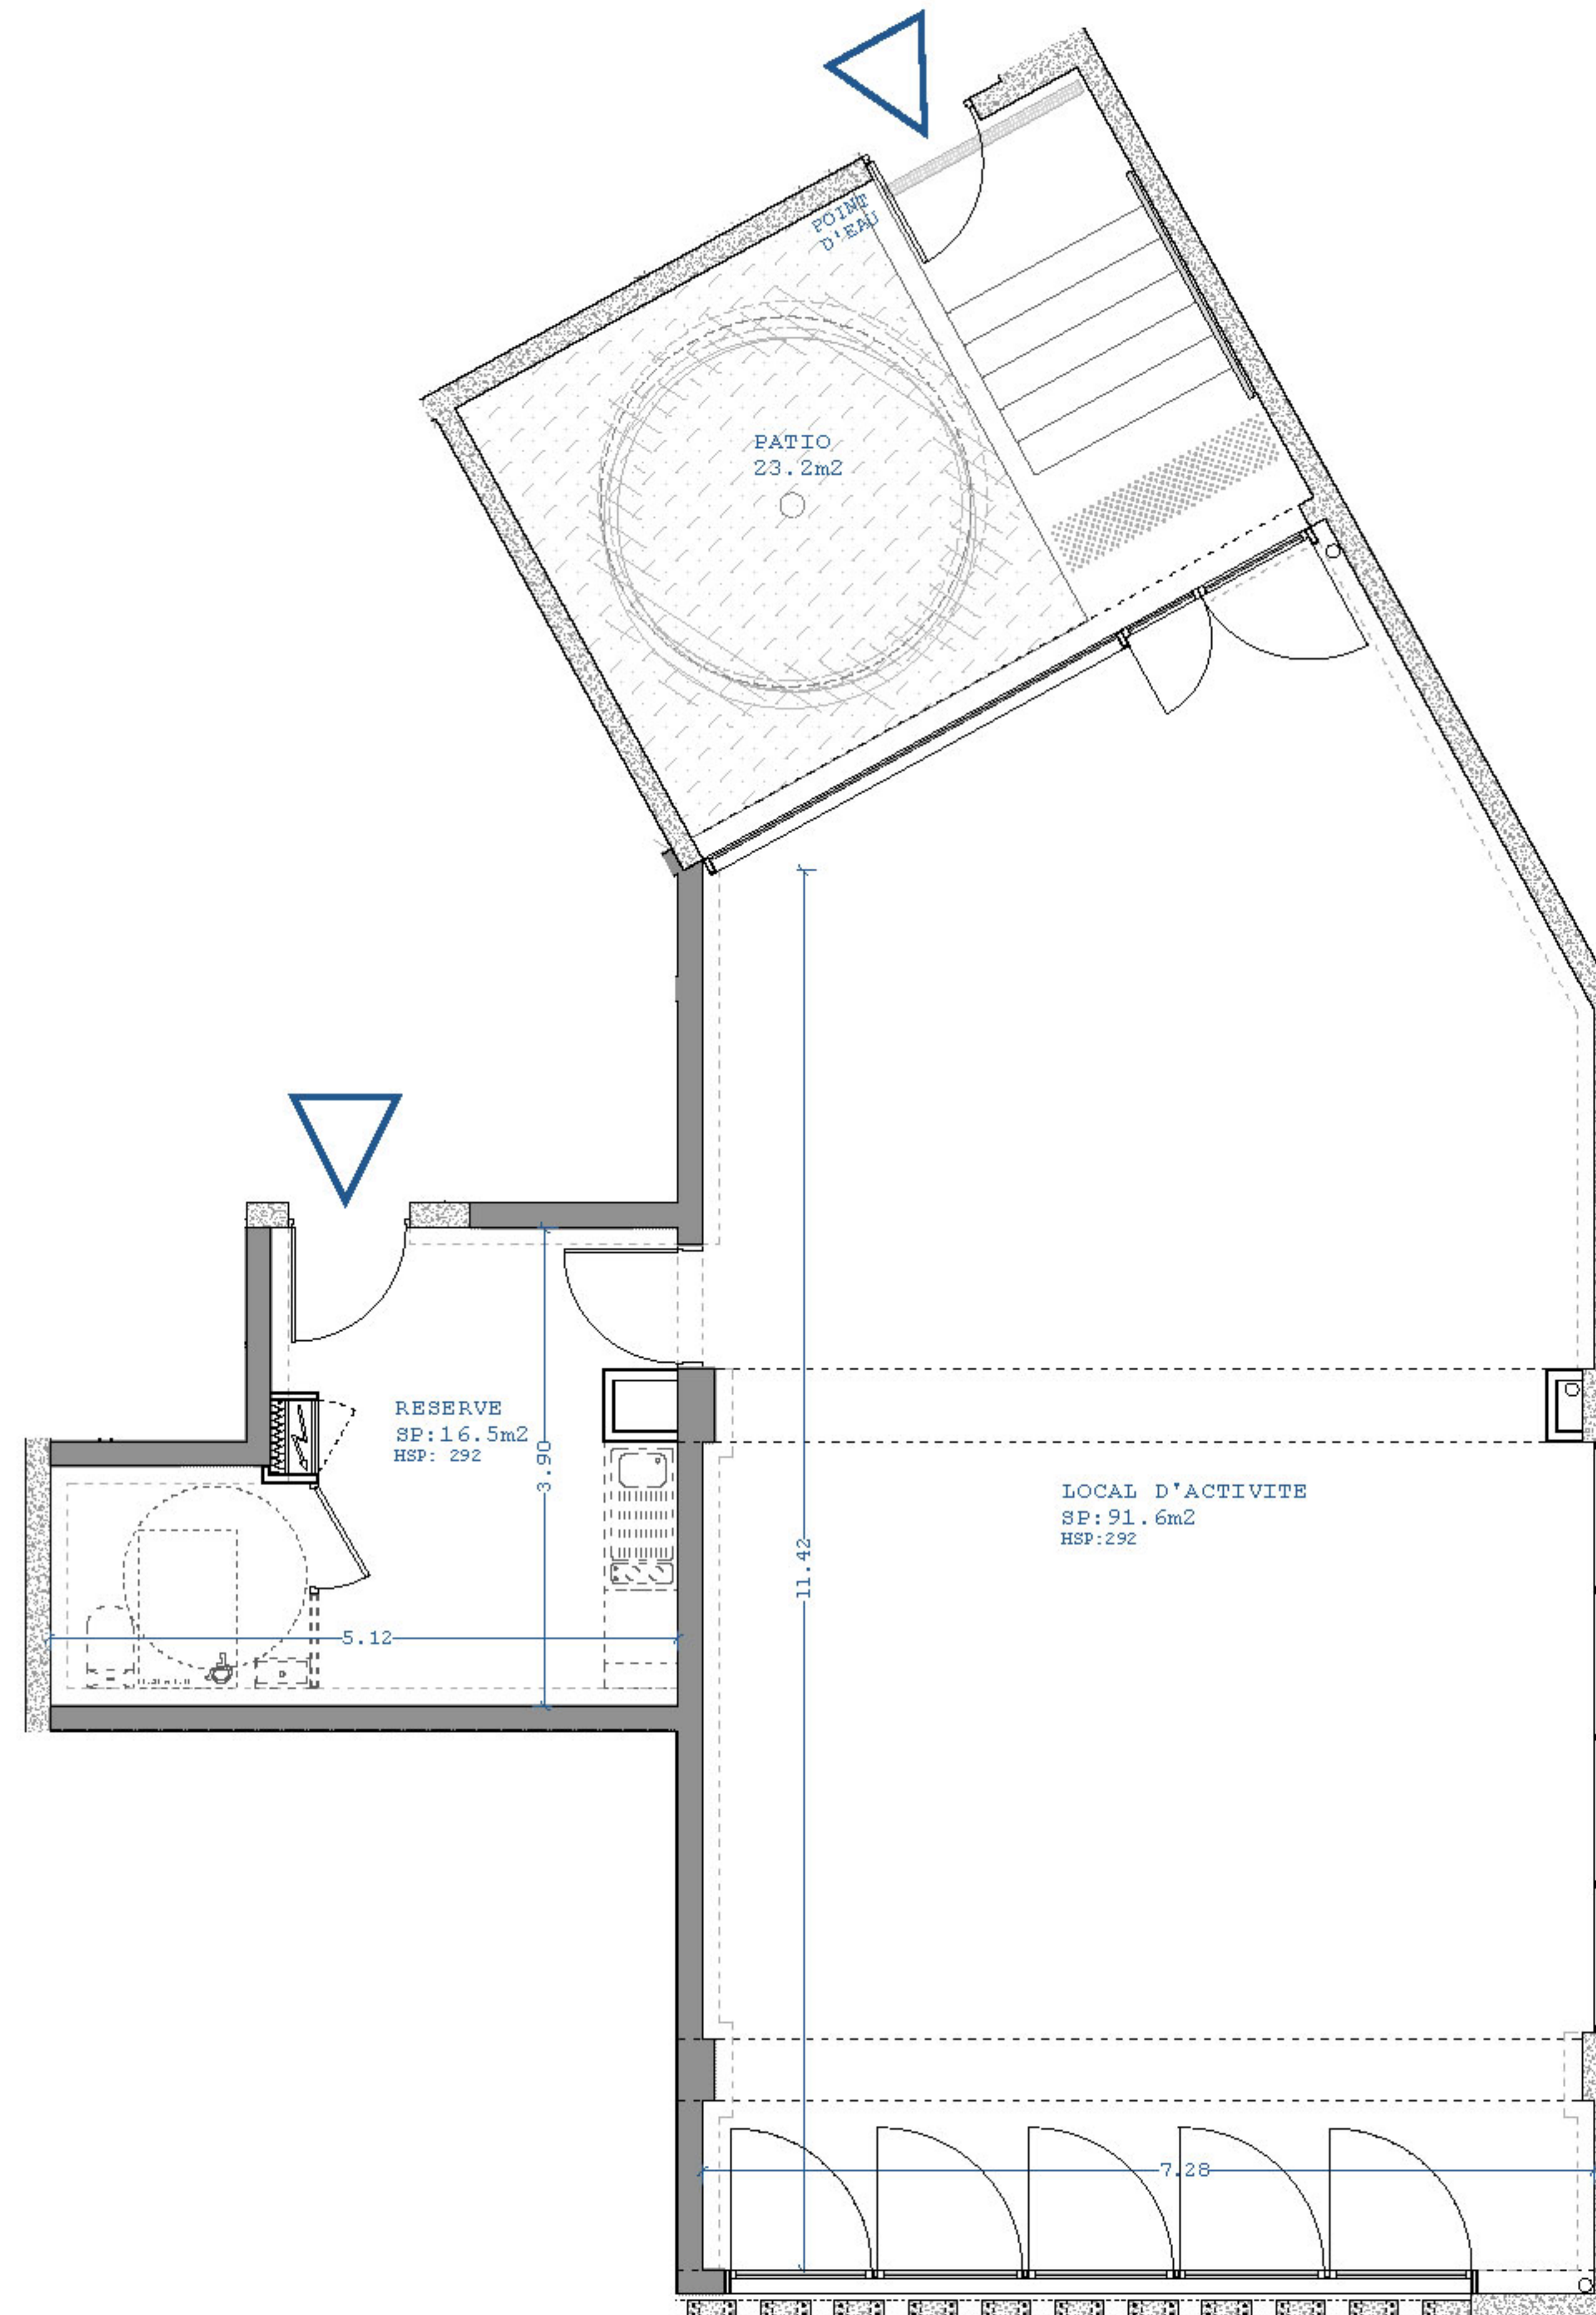 POINT
D'EAU
PATIO
23.2m2
RESERVE
SP:16.5m2
HSP: 292
3.90
5.12
11.42
LOCAL D'ACTIVITE
SP:91.6m2
HSP:292
7.28